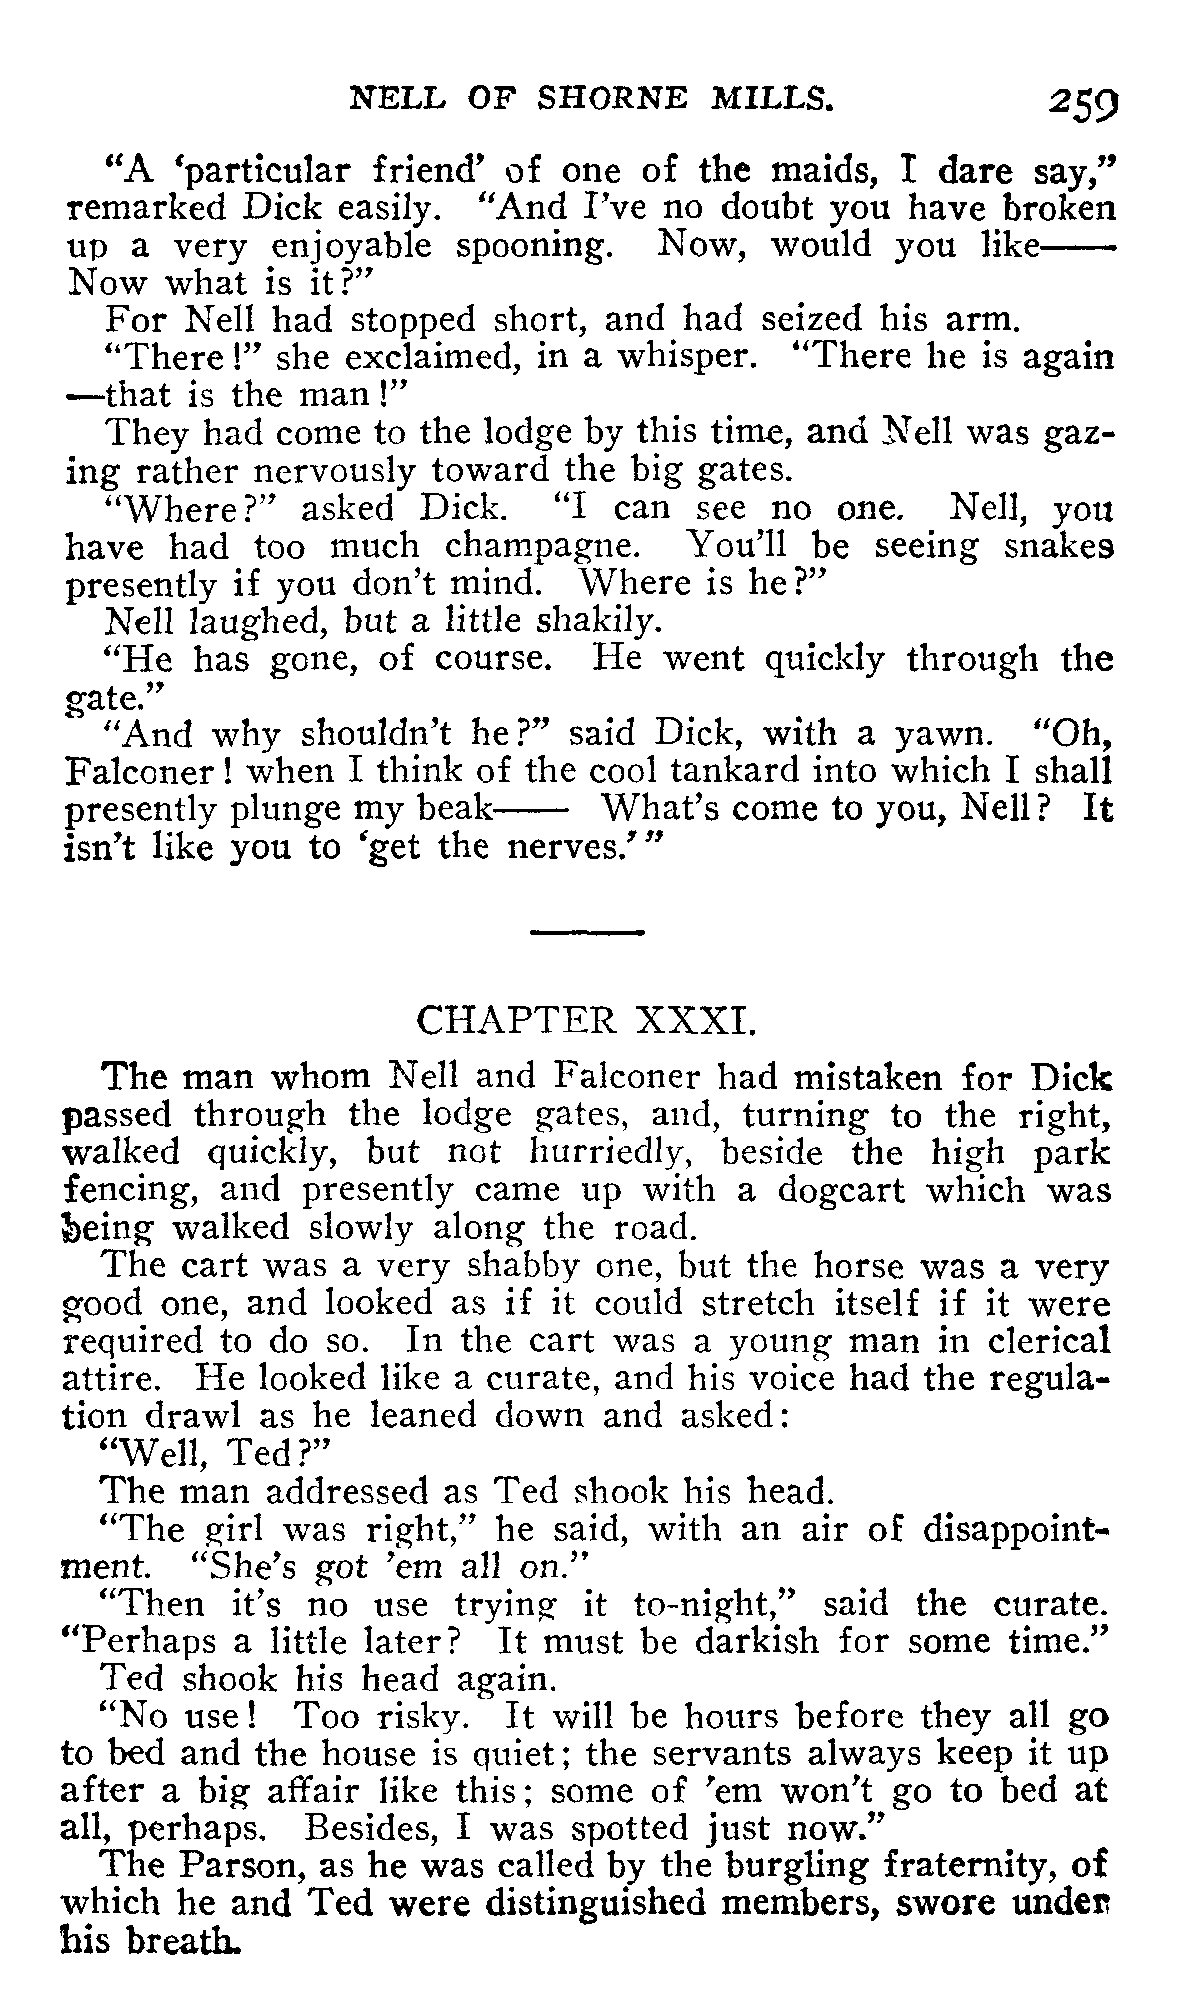 NELL OF SHORNE MILLS. 259
"A 'particular friend' of one of the maids, I dare say,"
remarked Dick easily. "And I've no doubt you have broken
up a very enjoyable spooning. Now, would you like——
Now what is it?"
For Nell had stopped short, and had seized his arm.
"There!" she exclaimed, in a whisper. "There he is again
—that is the man!"
They had come to the lodge by this time, and Nell was gaz-
ing rather nervously toward the big gates.
"Where?" asked Dick. "I can see no one. Nell, you
have had too much champagne. You'll be seeing snakes
presently if you don't mind. Where is he?"
Nell laughed, but a little shakily.
"He has gone, of course. He went quickly through the
gate."
"And why shouldn't he?" said Dick, with a yawn. "Oh,
Falconer! when I think of the cool tankard into which I shall
presently plunge my beak—— What's come to you, Nell? It
isn't like you to 'get the nerves.'"
CHAPTER XXXI.
The man whom Nell and Falconer had mistaken for Dick
passed through the lodge gates, and, turning to the right,
walked quickly, but not hurriedly, beside the high park
fencing, and presently came up with a dogcart which was
being walked slowly along the road.
The cart was a very shabby one, but the horse was a very
good one, and looked as if it could stretch itself if it were
required to do so. In the cart was a young man in clerical
attire. He looked like a curate, and his voice had the regula-
tion drawl as he leaned down and asked:
"Well, Ted?"
The man addressed as Ted shook his head.
"The girl was right," he said, with an air of disappoint-
ment. "She's got 'em all on."
"Then it's no use trying it to-night," said the curate.
"Perhaps a little later? It must be darkish for some time."
Ted shook his head again.
"No use! Too risky. It will be hours before they all go
to bed and the house is quiet; the servants always keep it up
after a big affair like this; some of 'em won't go to bed at
all, perhaps. Besides, I was spotted just now."
The Parson, as he was called by the burgling fraternity, of
which he and Ted were distinguished members, swore under
his breath.